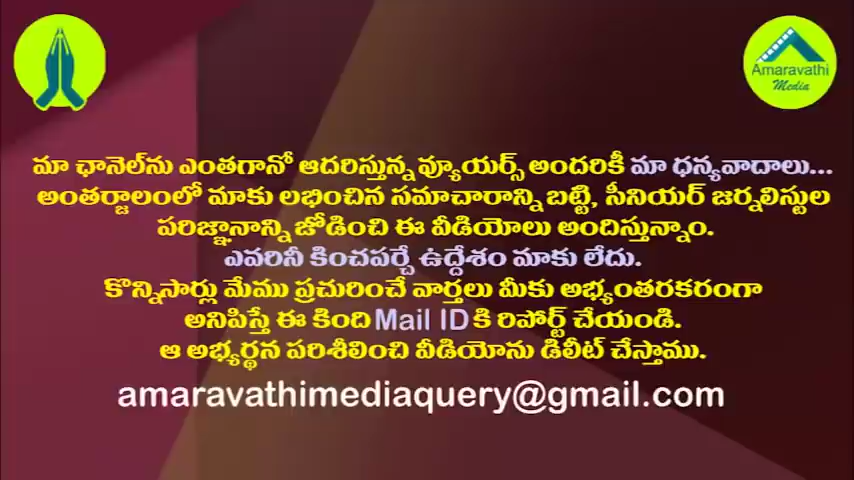 Amaravathi
Media
మా ఛానెల్‌ను ఎంతగానో ఆదరిస్తున్న వ్యూయర్స్ అందరికీ మా ధన్యవాదాలు...
అంతర్జాలంలో మాకు లభించిన సమాచారాన్ని బట్టి, సీనియర్ జర్నలిస్టుల
పరిజ్ఞానాన్ని జోడించి ఈ వీడియోలు అందిస్తున్నాం.
ఎవరినీ కించపర్చే ఉద్దేశం మాకు లేదు.
కొన్నిసార్లు మేము ప్రచురించే వార్తలు మీకు అభ్యంతరకరంగా
అనిపిస్తే ఈ కింది Mail ID కి రిపోర్ట్ చేయండి.
ఆ అభ్యర్థన పరిశీలించి వీడియోను డిలీట్ చేస్తాము.
amaravathimediaquery@gmail.com